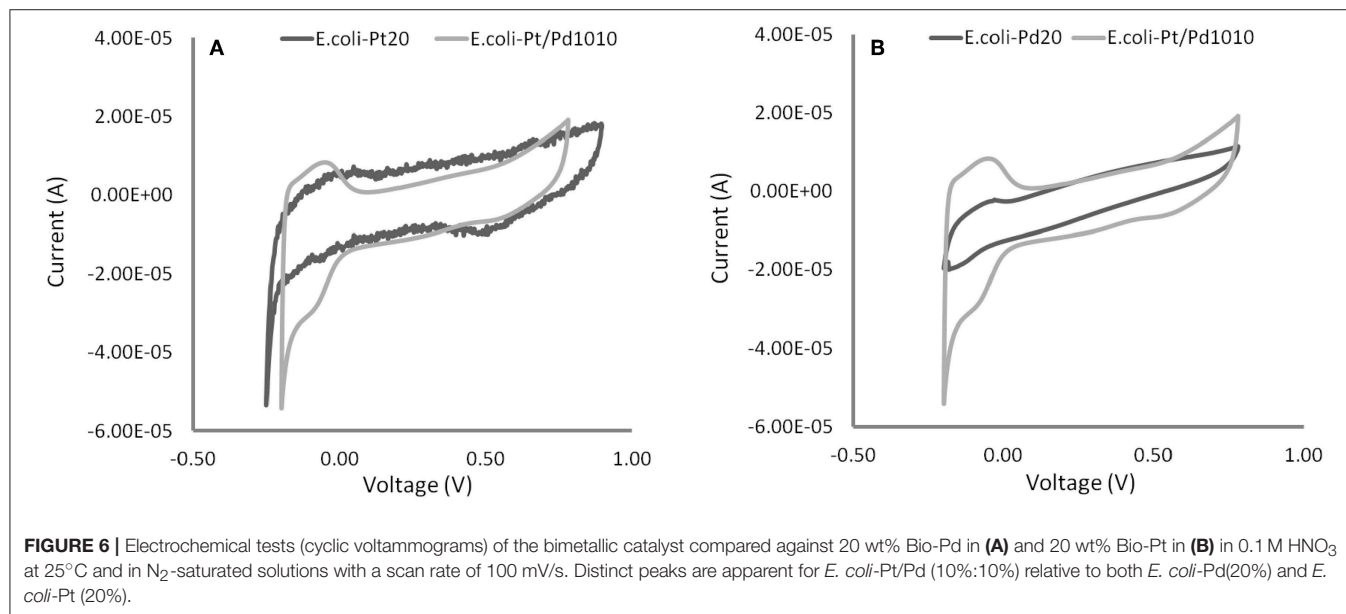 A
E.coli-Pt20 E.coli-Pt/Pd1010
4.00E-05
2.00E-05
0.00E+00
-2.00E-05
-4.00E-05
-6.00E-05
Current (A)
-0.50 0.00 0.50 1.00
Voltage (V)
B
E.coli-Pd20 E.coli-Pt/Pd1010
4.00E-05
2.00E-05
0.00E+00
-2.00E-05
-4.00E-05
-6.00E-05
Current (A)
-0.50 0.00 0.50 1.00
Voltage (V)
FIGURE 6 | Electrochemical tests (cyclic voltammograms) of the bimetallic catalyst compared against 20 wt% Bio-Pd in (A) and 20 wt% Bio-Pt in (B) in 0.1 M HNO₃
at 25°C and in N₂-saturated solutions with a scan rate of 100 mV/s. Distinct peaks are apparent for E. coli-Pt/Pd (10%:10%) relative to both E. coli-Pd(20%) and E.
coli-Pt (20%).